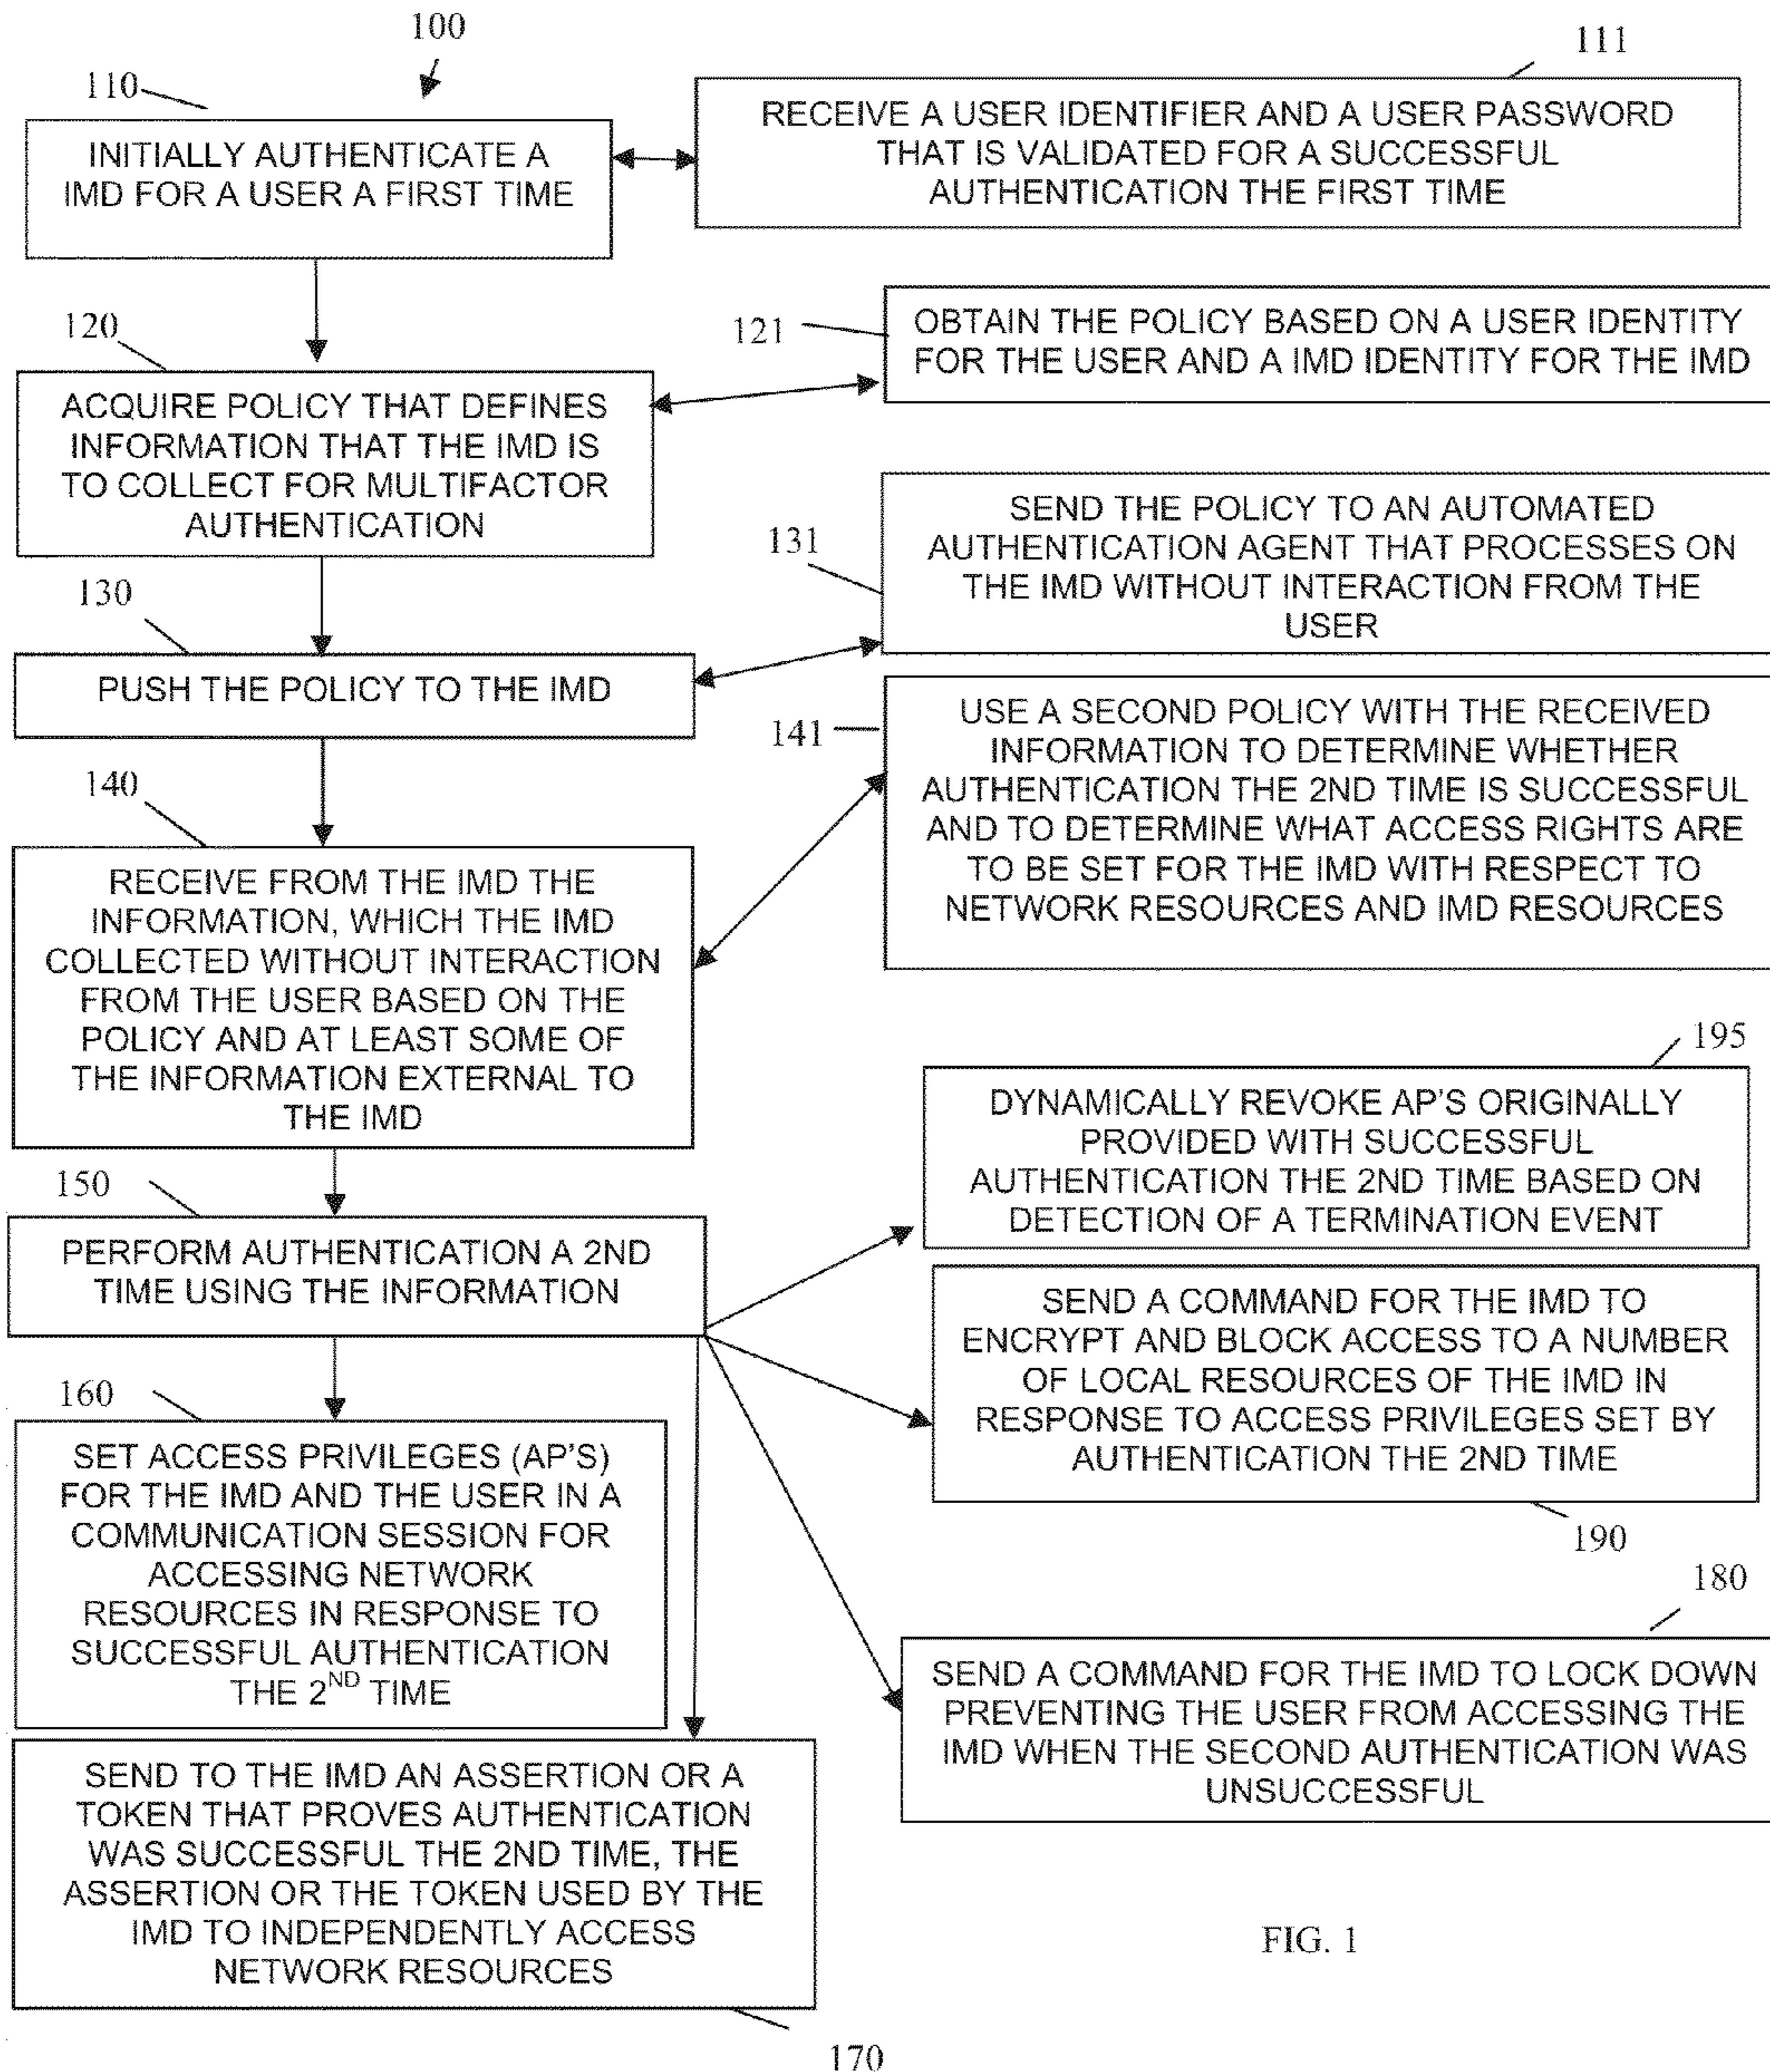 100
110
INITIALLY AUTHENTICATE A
IMD FOR A USER A FIRST TIME
111
RECEIVE A USER IDENTIFIER AND A USER PASSWORD
THAT IS VALIDATED FOR A SUCCESSFUL
AUTHENTICATION THE FIRST TIME
120
ACQUIRE POLICY THAT DEFINES
INFORMATION THAT THE IMD IS
TO COLLECT FOR MULTIFACTOR
AUTHENTICATION
121
OBTAIN THE POLICY BASED ON A USER IDENTITY
FOR THE USER AND A IMD IDENTITY FOR THE IMD
130
PUSH THE POLICY TO THE IMD
131
SEND THE POLICY TO AN AUTOMATED
AUTHENTICATION AGENT THAT PROCESSES ON
THE IMD WITHOUT INTERACTION FROM THE
USER
140
RECEIVE FROM THE IMD THE
INFORMATION, WHICH THE IMD
COLLECTED WITHOUT INTERACTION
FROM THE USER BASED ON THE
POLICY AND AT LEAST SOME OF
THE INFORMATION EXTERNAL TO
THE IMD
141
USE A SECOND POLICY WITH THE RECEIVED
INFORMATION TO DETERMINE WHETHER
AUTHENTICATION THE 2ND TIME IS SUCCESSFUL
AND TO DETERMINE WHAT ACCESS RIGHTS ARE
TO BE SET FOR THE IMD WITH RESPECT TO
NETWORK RESOURCES AND IMD RESOURCES
150
PERFORM AUTHENTICATION A 2ND
TIME USING THE INFORMATION
195
DYNAMICALLY REVOKE AP'S ORIGINALLY
PROVIDED WITH SUCCESSFUL
AUTHENTICATION THE 2ND TIME BASED ON
DETECTION OF A TERMINATION EVENT
SEND A COMMAND FOR THE IMD TO
ENCRYPT AND BLOCK ACCESS TO A NUMBER
OF LOCAL RESOURCES OF THE IMD IN
RESPONSE TO ACCESS PRIVILEGES SET BY
AUTHENTICATION THE 2ND TIME
190
160
SET ACCESS PRIVILEGES (AP'S)
FOR THE IMD AND THE USER IN A
COMMUNICATION SESSION FOR
ACCESSING NETWORK
RESOURCES IN RESPONSE TO
SUCCESSFUL AUTHENTICATION
THE 2ND TIME
180
SEND A COMMAND FOR THE IMD TO LOCK DOWN
PREVENTING THE USER FROM ACCESSING THE
IMD WHEN THE SECOND AUTHENTICATION WAS
UNSUCCESSFUL
SEND TO THE IMD AN ASSERTION OR A
TOKEN THAT PROVES AUTHENTICATION
WAS SUCCESSFUL THE 2ND TIME, THE
ASSERTION OR THE TOKEN USED BY THE
IMD TO INDEPENDENTLY ACCESS
NETWORK RESOURCES
170
FIG. 1